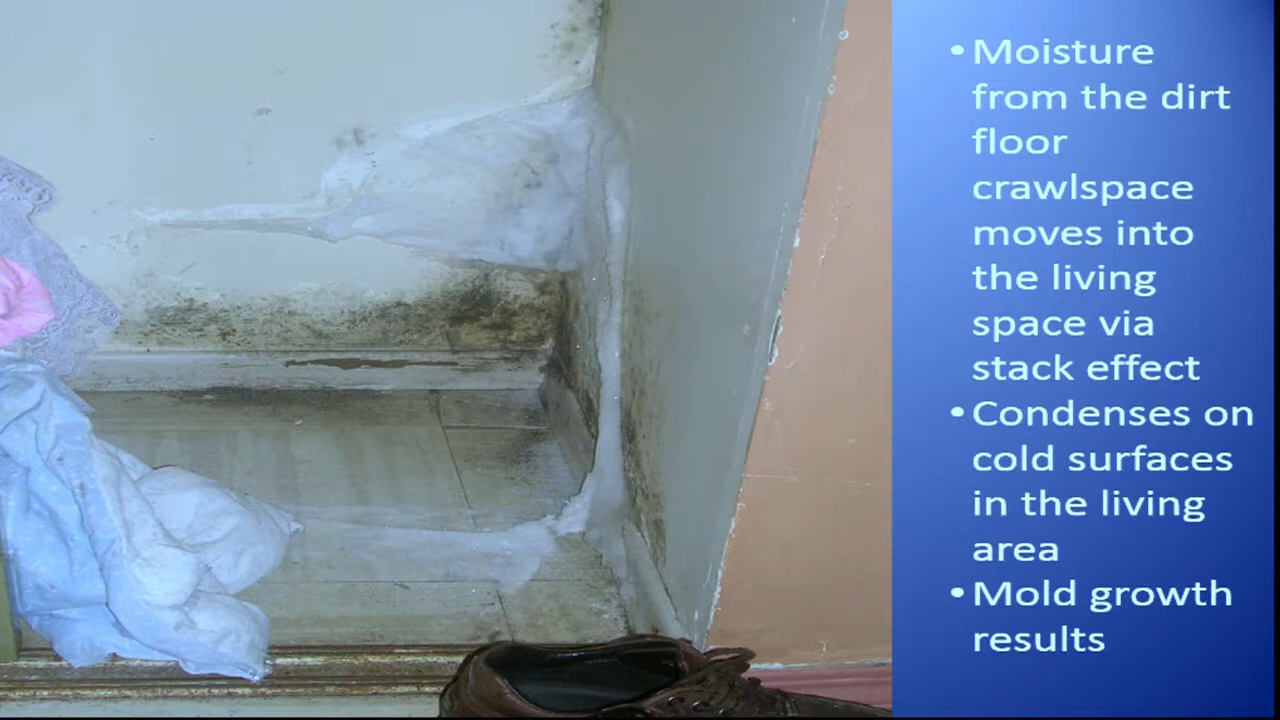 • Moisture
from the dirt
floor
crawlspace
moves into
the living
space via
stack effect
• Condenses on
cold surfaces
in the living
area
• Mold growth
results